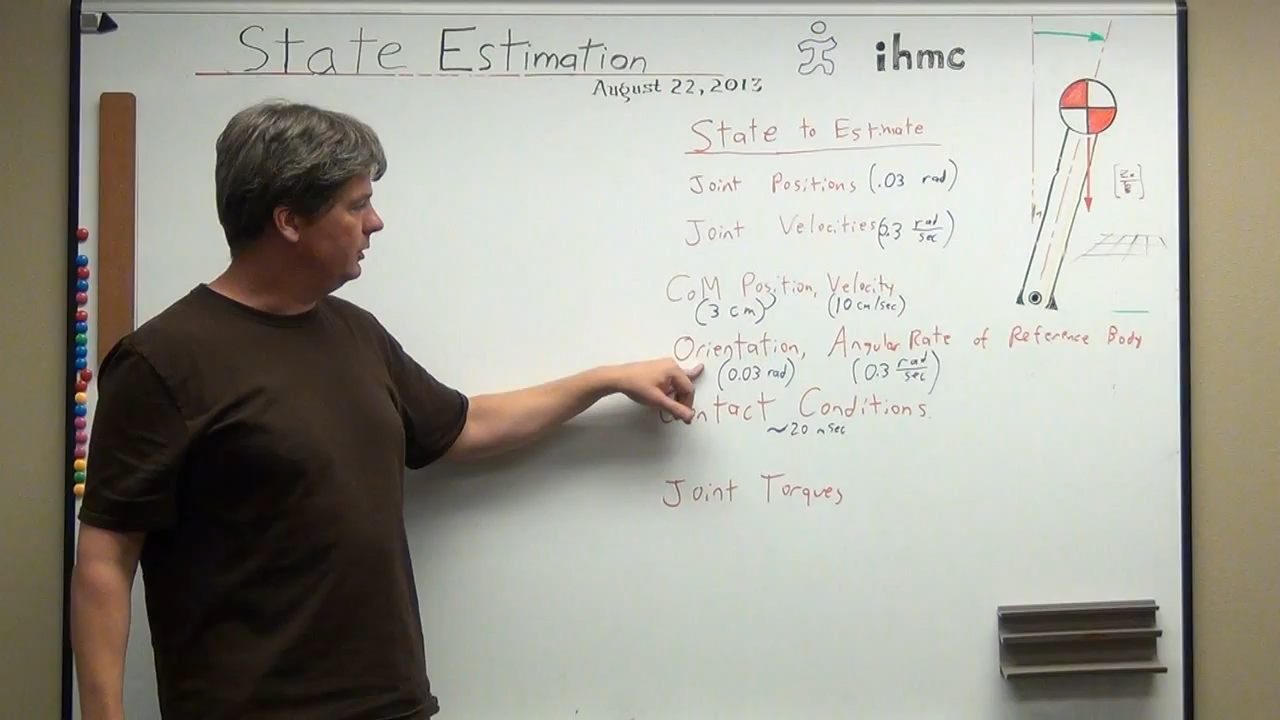 State Estimation
August 22, 2013
ihmc
State to Estimate
Joint Positions (.03 rad)
Joint Velocities (0.3 rad/sec)
CoM Position, Velocity
(3 cm) (10 cm/sec)
Orientation, Angular Rate of Reference Body
(0.03 rad) (0.3 rad/sec)
Contact Conditions.
~20 msec
Joint Torques